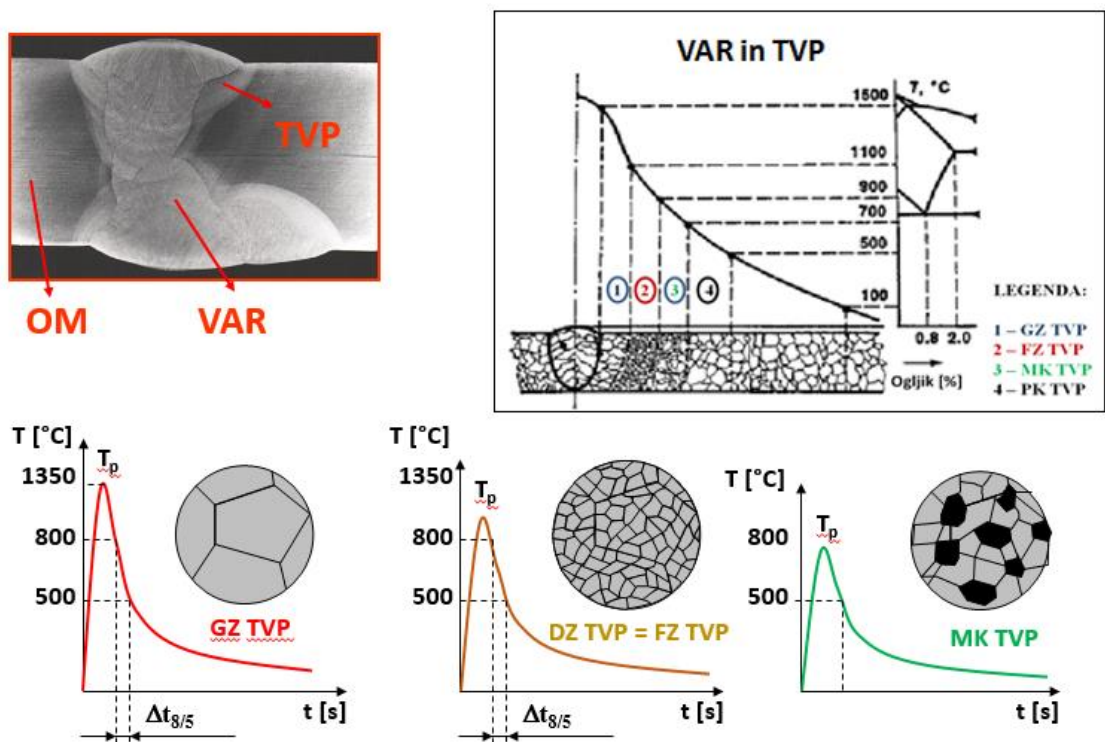 TVP
OM
VAR
VAR in TVP
T, °C
1500
1100
900
700
500
100
1
2
3
4
0.8 2.0
Ogljik [%]
LEGENDA:
1 – GZ TVP
2 – FZ TVP
3 – MK TVP
4 – PK TVP
T [°C]
Tp
1350
800
500
GZ TVP
t [s]
Δt8/5
T [°C]
Tp
800
500
DZ TVP = FZ TVP
t [s]
Δt8/5
T [°C]
Tp
800
500
MK TVP
t [s]